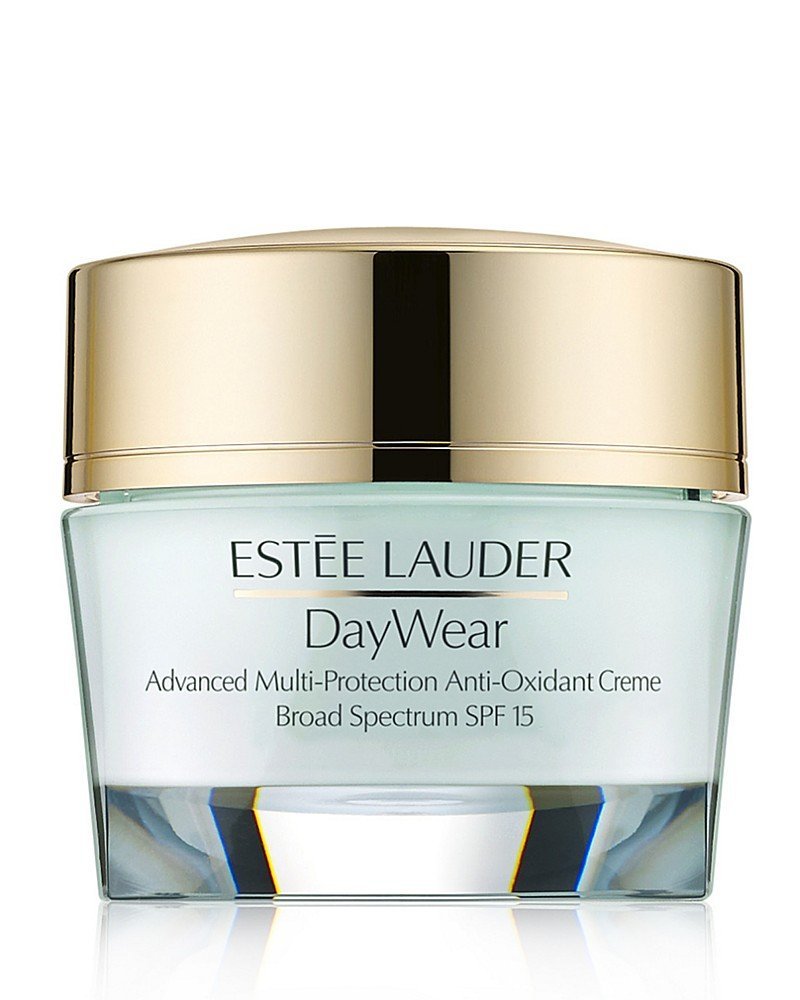 ESTĒE LAUDER
DayWear
Advanced Multi-Protection Anti-Oxidant Creme
Broad Spectrum SPF 15